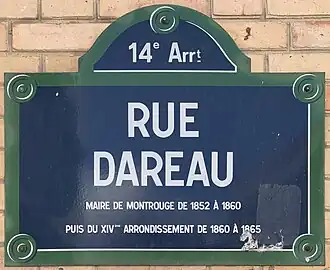 14e Arrt
RUE
DAREAU
MAIRE DE MONTROUGE DE 1852 À 1860
PUIS DU XIVme ARRONDISSEMENT DE 1860 À 1865